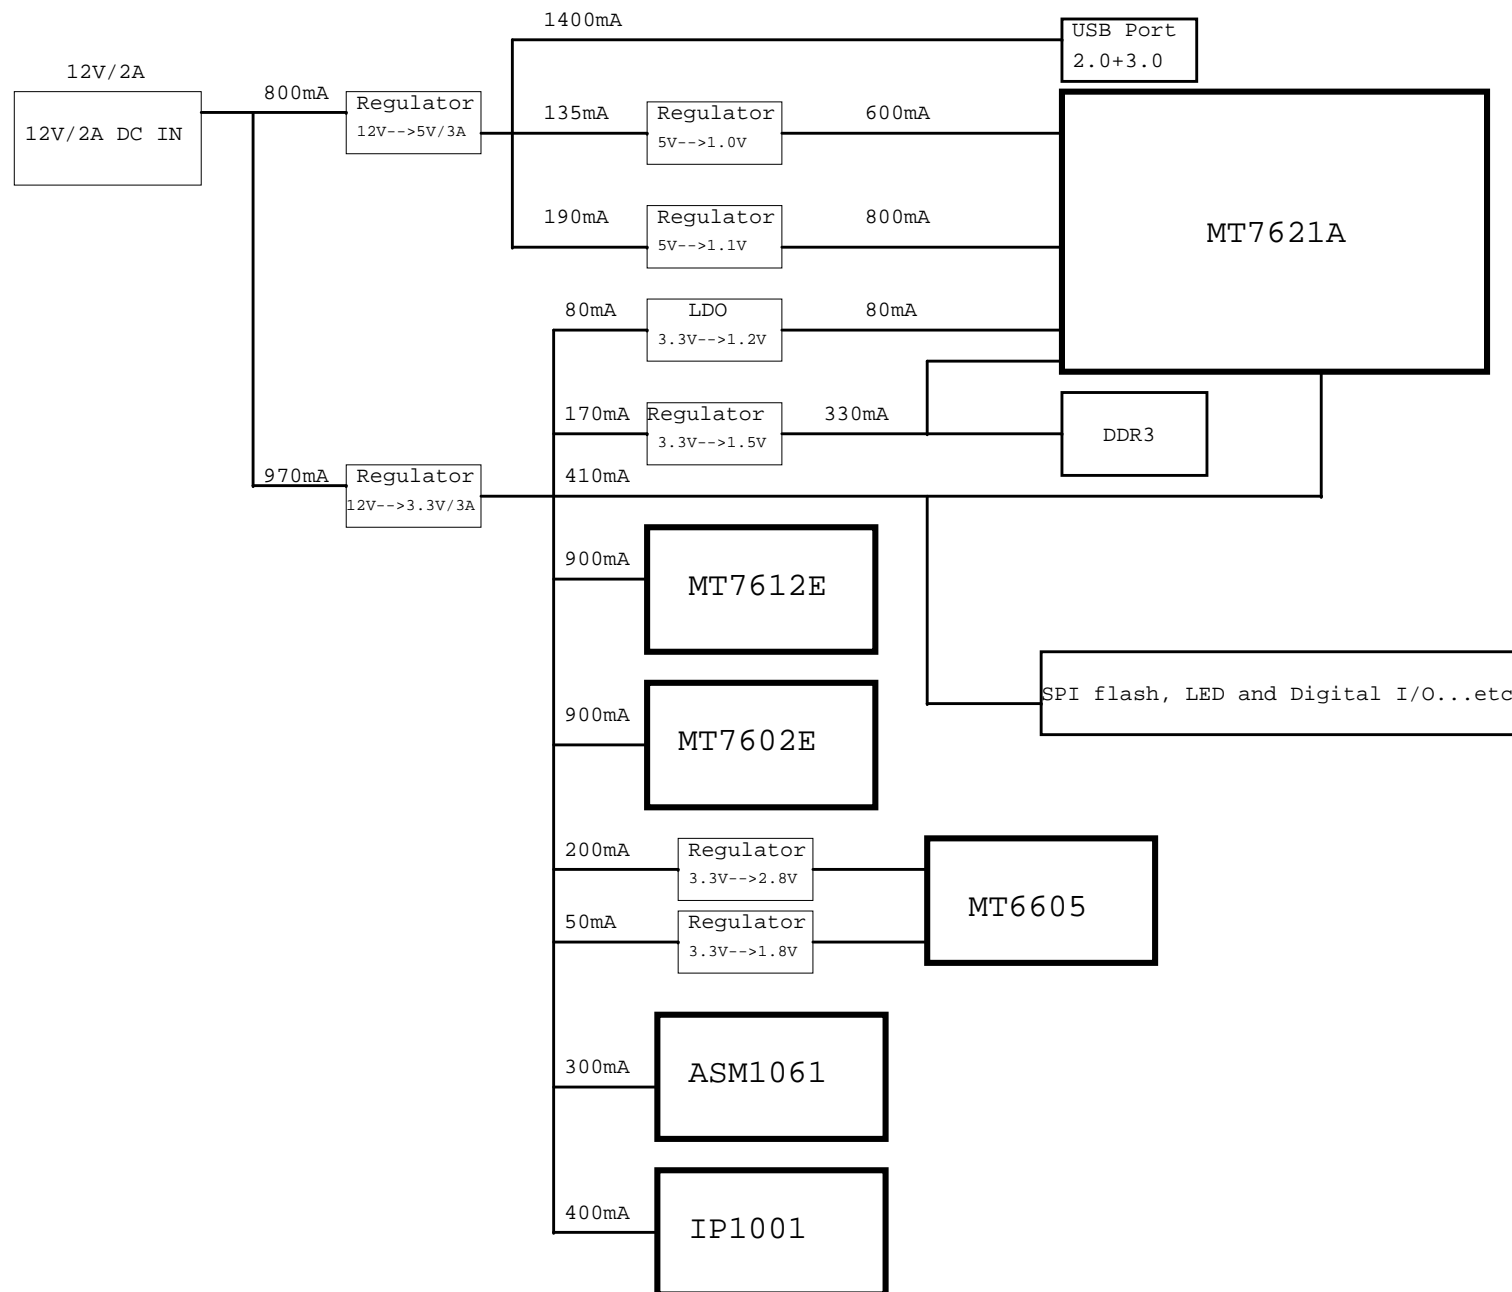 1400mA
USB Port
2.0+3.0
12V/2A
12V/2A DC IN
800mA
Regulator
12V-->5V/3A
135mA
Regulator
5V-->1.0V
600mA
190mA
Regulator
5V-->1.1V
800mA
MT7621A
80mA
LDO
3.3V-->1.2V
80mA
170mA
Regulator
3.3V-->1.5V
330mA
DDR3
970mA
Regulator
12V-->3.3V/3A
410mA
900mA
MT7612E
SPI flash, LED and Digital I/O...etc
900mA
MT7602E
200mA
Regulator
3.3V-->2.8V
MT6605
50mA
Regulator
3.3V-->1.8V
300mA
ASM1061
400mA
IP1001